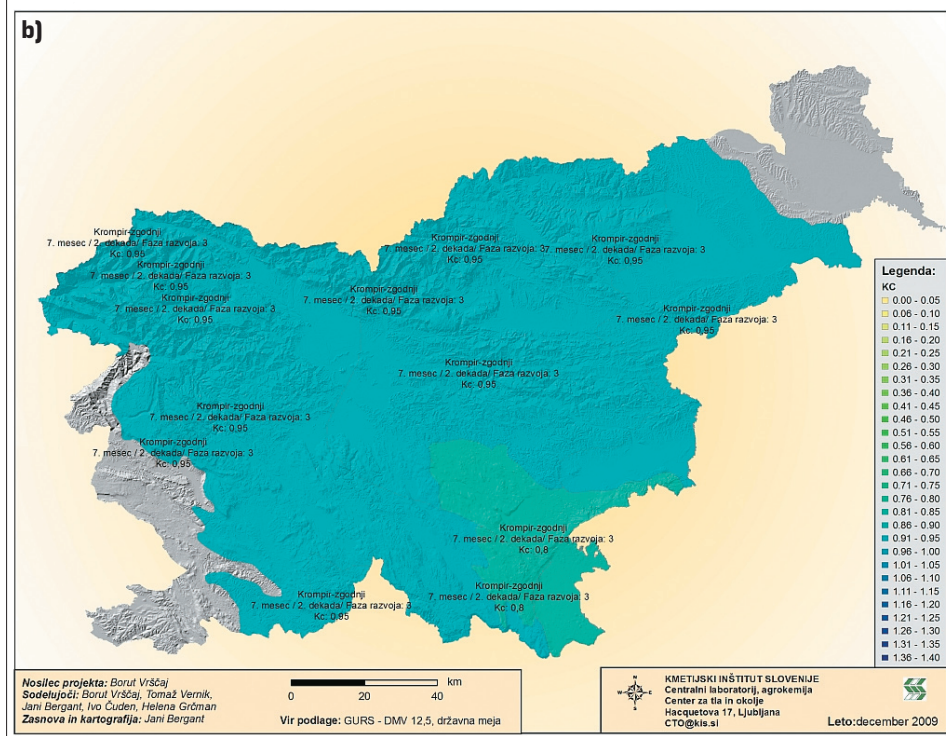 b)
Krompir-zgodnji
7. mesec / 2. dekada/ Faza razvoja: 3
Kc: 0,95
Krompir-zgodnji
7. mesec / 2. dekada/ Faza razvoja: 3
Kc: 0,95
Krompir-zgodnji
7. mesec / 2. dekada/ Faza razvoja: 3
Kc: 0,95
Krompir-zgodnji
7. mesec / 2. dekada/ Faza razvoja: 3
Kc: 0,95
Krompir-zgodnji
7. mesec / 2. dekada/ Faza razvoja: 3
Kc: 0,95
Krompir-zgodnji
7. mesec / 2. dekada/ Faza razvoja: 3
Kc: 0,95
Krompir-zgodnji
7. mesec / 2. dekada/ Faza razvoja: 3
Kc: 0,95
Krompir-zgodnji
7. mesec / 2. dekada/ Faza razvoja: 3
Kc: 0,95
Krompir-zgodnji
7. mesec / 2. dekada/ Faza razvoja: 3
Kc: 0,95
Krompir-zgodnji
7. mesec / 2. dekada/ Faza razvoja: 3
Kc: 0,95
Krompir-zgodnji
7. mesec / 2. dekada/ Faza razvoja: 3
Kc: 0,8
Krompir-zgodnji
7. mesec / 2. dekada/ Faza razvoja: 3
Kc: 0,8
Krompir-zgodnji
7. mesec / 2. dekada/ Faza razvoja: 3
Kc: 0,95
Legenda:
KC
0.00 - 0.05
0.06 - 0.10
0.11 - 0.15
0.16 - 0.20
0.21 - 0.25
0.26 - 0.30
0.31 - 0.35
0.36 - 0.40
0.41 - 0.45
0.46 - 0.50
0.51 - 0.55
0.56 - 0.60
0.61 - 0.65
0.66 - 0.70
0.71 - 0.75
0.76 - 0.80
0.81 - 0.85
0.86 - 0.90
0.91 - 0.95
0.96 - 1.00
1.01 - 1.05
1.06 - 1.10
1.11 - 1.15
1.16 - 1.20
1.21 - 1.25
1.26 - 1.30
1.31 - 1.35
1.36 - 1.40
Nosilec projekta: Borut Vrščaj
Sodelujoči: Borut Vrščaj, Tomaž Vernik,
Jani Bergant, Ivo Čuden, Helena Grčman
Zasnova in kartografija: Jani Bergant
km
0 20 40
Vir podlage: GURS - DMV 12,5, državna meja
N
W E
S
KMETIJSKI INŠTITUT SLOVENIJE
Centralni laboratorij, agrokemija
Center za tla in okolje
Hacquetova 17, Ljubljana
CTO@kis.si
Leto:december 2009